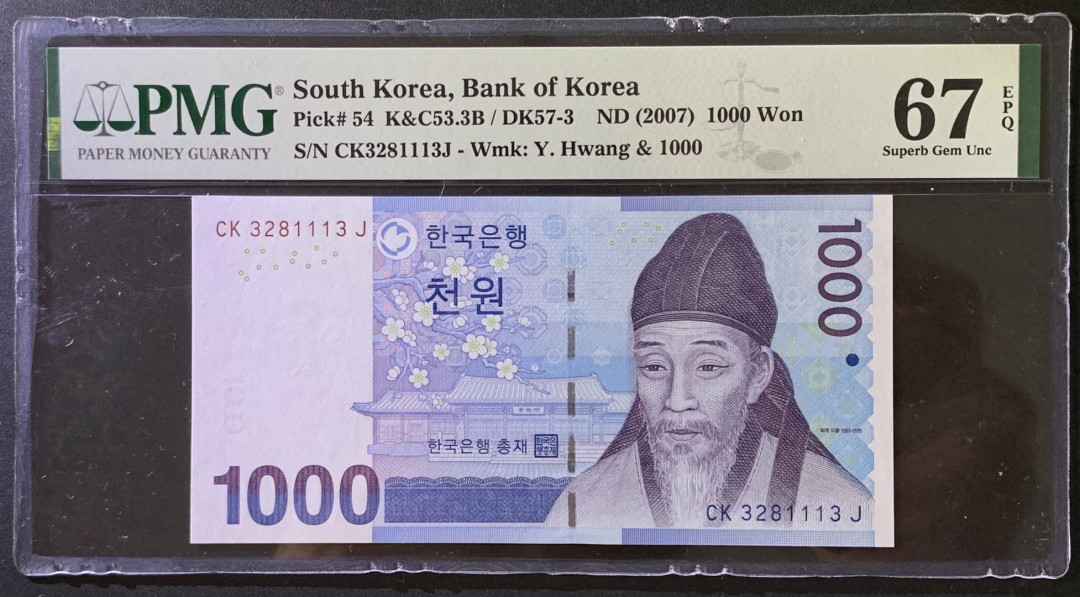 PMG®
PAPER MONEY GUARANTY
South Korea, Bank of Korea
Pick# 54 K&C53.3B / DK57-3 ND (2007) 1000 Won
S/N CK3281113J - Wmk: Y. Hwang & 1000
67
EPQ
Superb Gem Unc
CK 3281113 J
한국은행
천원
1000
한국은행 총재
1000
CK 3281113 J